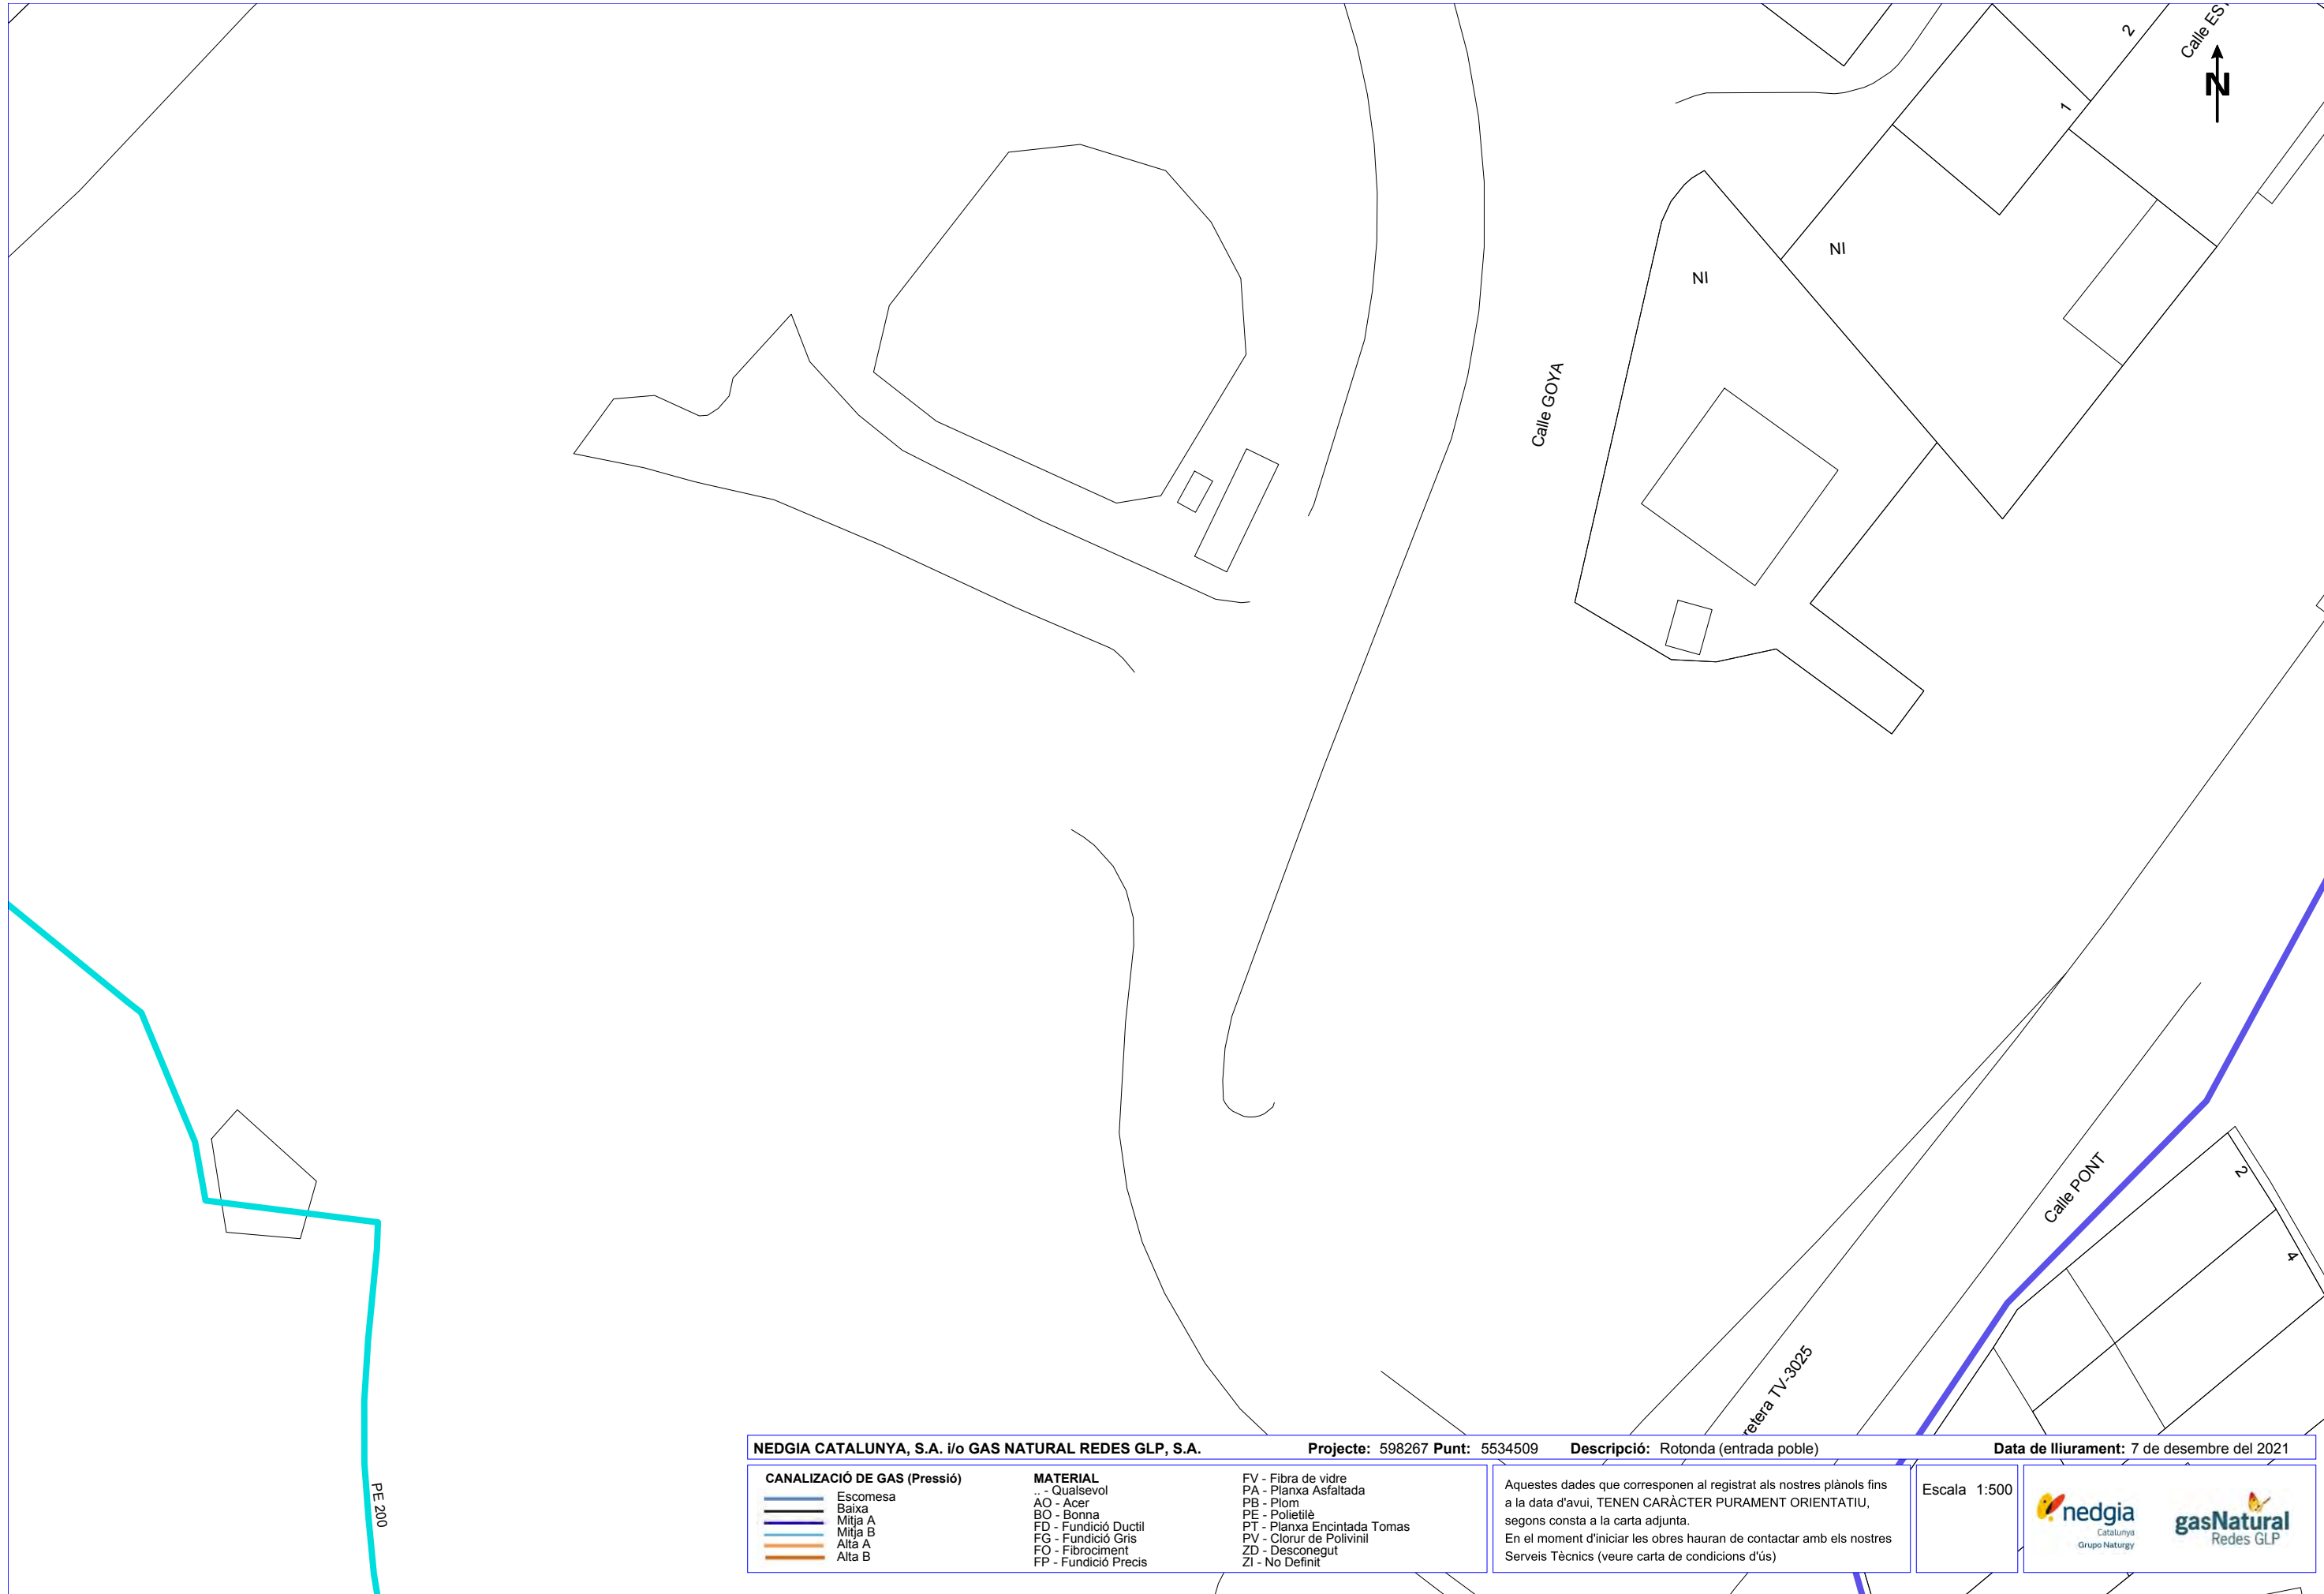 2
Calle ES
N
1
NI
NI
Calle GOYA
Calle PONT
2
4
retera TV-3025
PE 200
NEDGIA CATALUNYA, S.A. i/o GAS NATURAL REDES GLP, S.A. Projecte: 598267 Punt: 5534509 Descripció: Rotonda (entrada poble) Data de lliurament: 7 de desembre del 2021
CANALIZACIÓ DE GAS (Pressió)
Escomesa
Baixa
Mitja A
Mitja B
Alta A
Alta B
MATERIAL
.. - Qualsevol
AO - Acer
BO - Bonna
FD - Fundició Ductil
FG - Fundició Gris
FO - Fibrociment
FP - Fundició Precis
FV - Fibra de vidre
PA - Planxa Asfaltada
PB - Plom
PE - Polietilè
PT - Planxa Encintada Tomas
PV - Clorur de Polivinil
ZD - Desconegut
ZI - No Definit
Aquestes dades que corresponen al registrat als nostres plànols fins
a la data d'avui, TENEN CARÀCTER PURAMENT ORIENTATIU,
segons consta a la carta adjunta.
En el moment d'iniciar les obres hauran de contactar amb els nostres
Serveis Tècnics (veure carta de condicions d'ús)
Escala 1:500
nedgia
Catalunya
Grupo Naturgy
gasNatural
Redes GLP